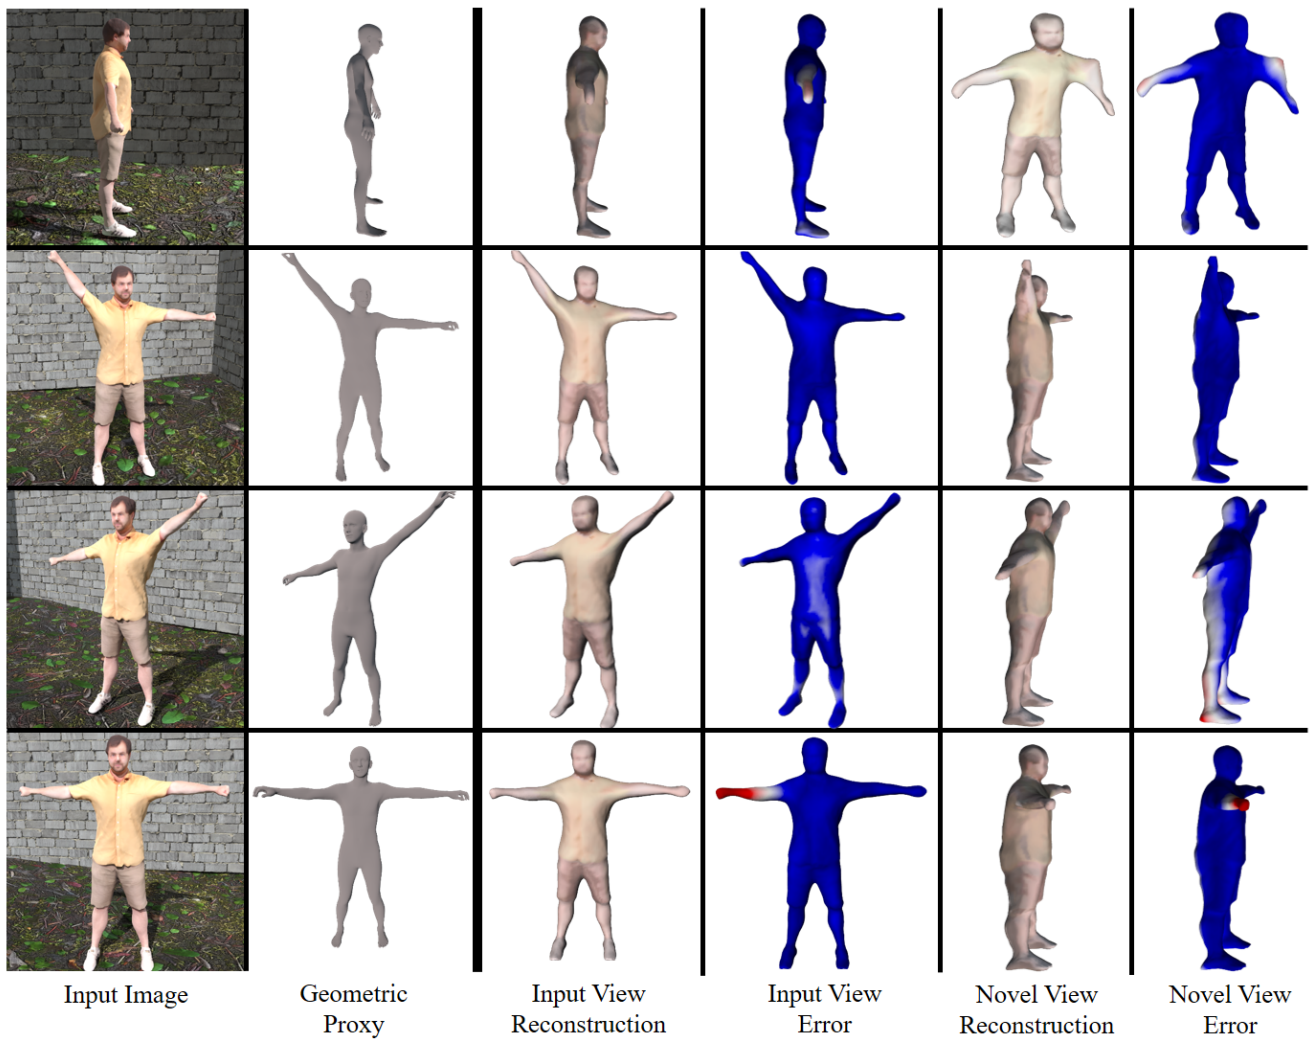 Input Image
Geometric
Proxy
Input View
Reconstruction
Input View
Error
Novel View
Reconstruction
Novel View
Error